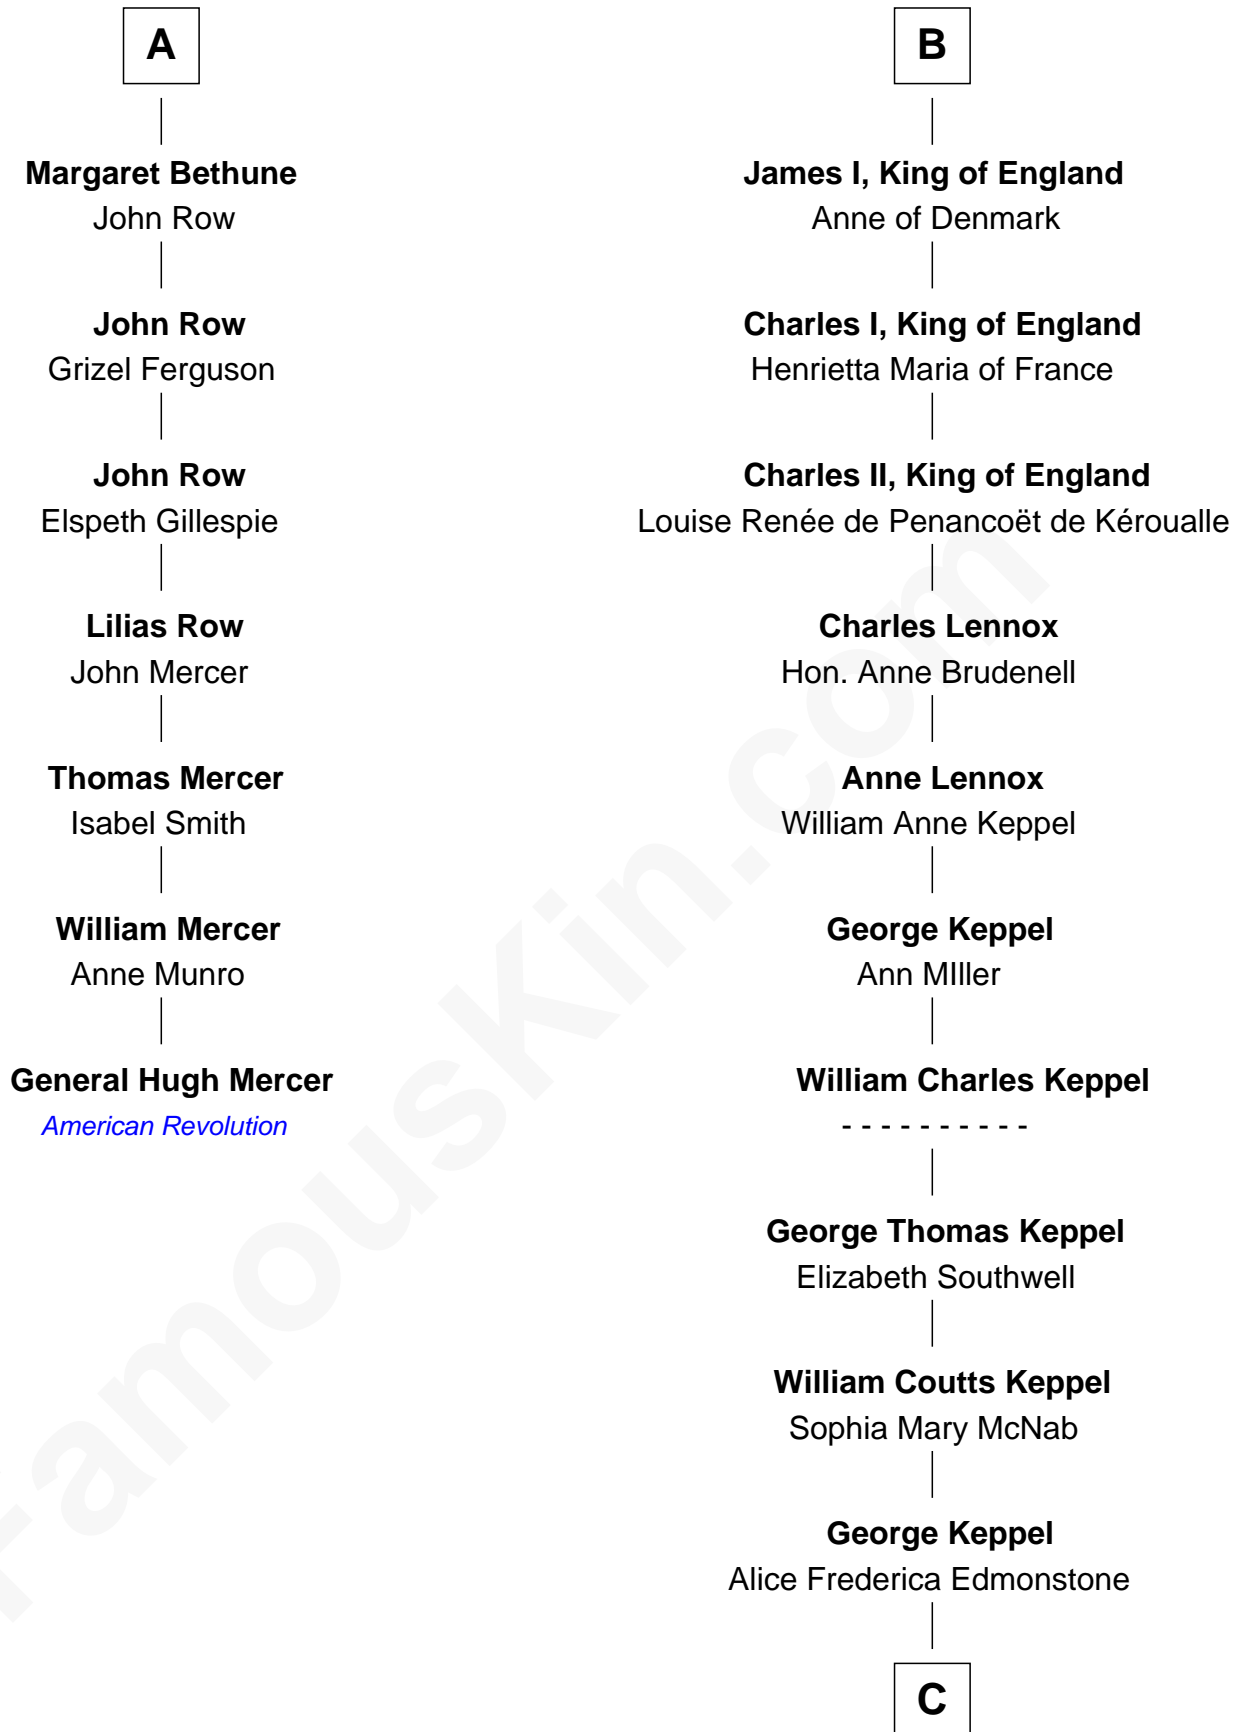 A
Margaret Bethune
John Row
John Row
Grizel Ferguson
John Row
Elspeth Gillespie
Lilias Row
John Mercer
Thomas Mercer
Isabel Smith
William Mercer
Anne Munro
General Hugh Mercer
American Revolution
B
James I, King of England
Anne of Denmark
Charles I, King of England
Henrietta Maria of France
Charles II, King of England
Louise Renée de Penancoët de Kéroualle
Charles Lennox
Hon. Anne Brudenell
Anne Lennox
William Anne Keppel
George Keppel
Ann MIller
William Charles Keppel
- - - - - - - - - -
George Thomas Keppel
Elizabeth Southwell
William Coutts Keppel
Sophia Mary McNab
George Keppel
Alice Frederica Edmonstone
C
FamousKin.com